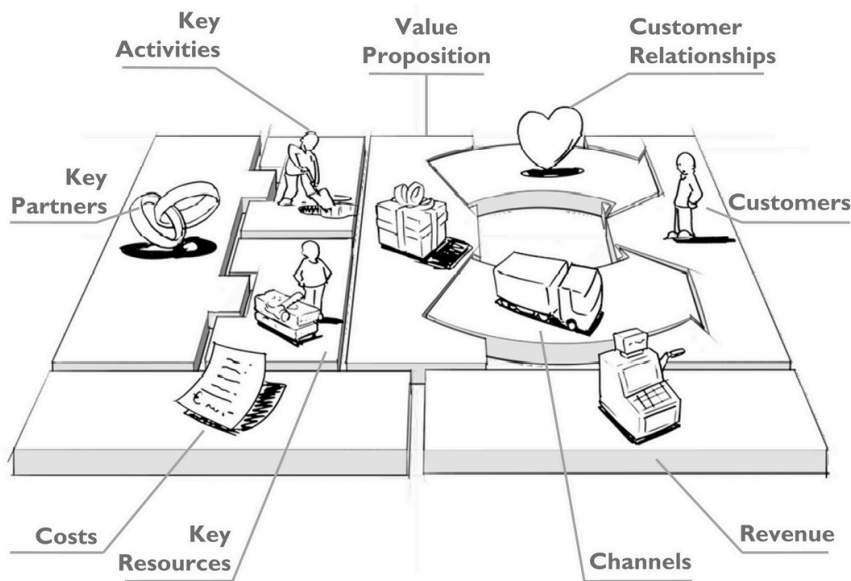 Key
Activities
Value
Proposition
Customer
Relationships
Key
Partners
Customers
Costs
Key
Resources
Channels
Revenue